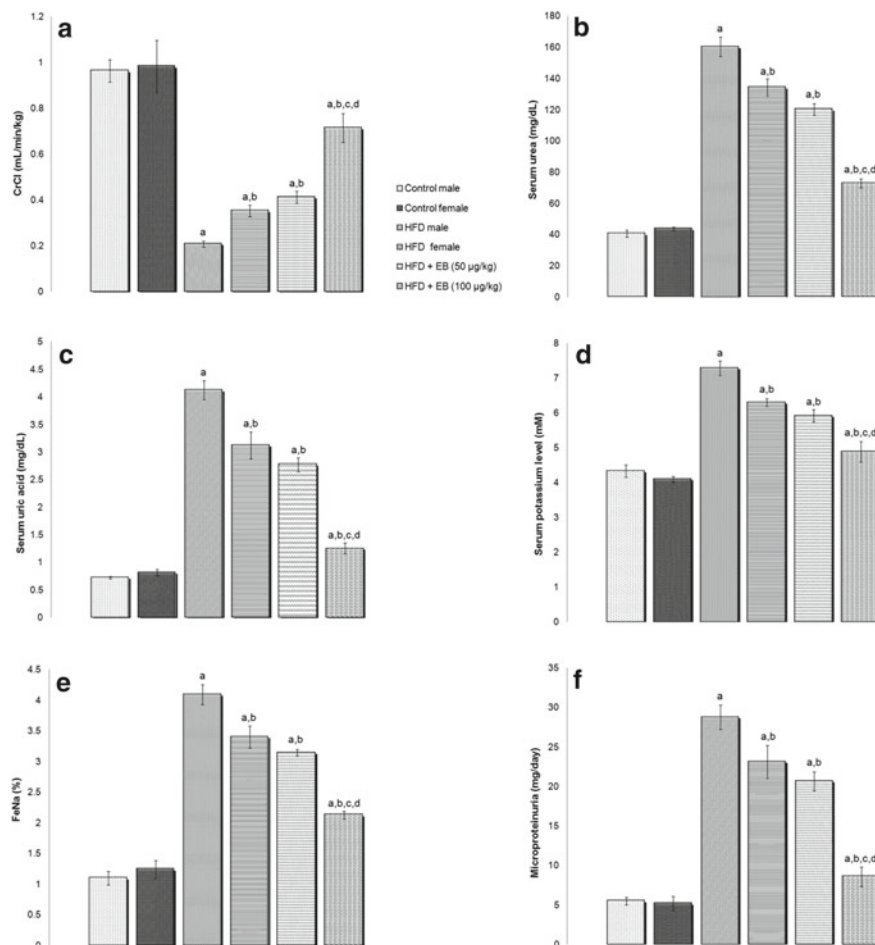 a
CrCl (mL/min/kg)
1.2
1
0.8
0.6
0.4
0.2
0
a
a,b
a,b
a,b,c,d
Control male
Control female
HFD male
HFD female
HFD + EB (50 µg/kg)
HFD + EB (100 µg/kg)
b
Serum urea (mg/dL)
180
160
140
120
100
80
60
40
20
0
a
a,b
a,b
a,b,c,d
c
Serum uric acid (mg/dL)
5
4.5
4
3.5
3
2.5
2
1.5
1
0.5
0
a
a,b
a,b
a,b,c,d
d
Serum potassium level (mM)
8
7
6
5
4
3
2
1
0
a
a,b
a,b
a,b,c,d
e
FeNa (%)
4.5
4
3.5
3
2.5
2
1.5
1
0.5
0
a
a,b
a,b
a,b,c,d
f
Microproteinuria (mg/day)
35
30
25
20
15
10
5
0
a
a,b
a,b
a,b,c,d